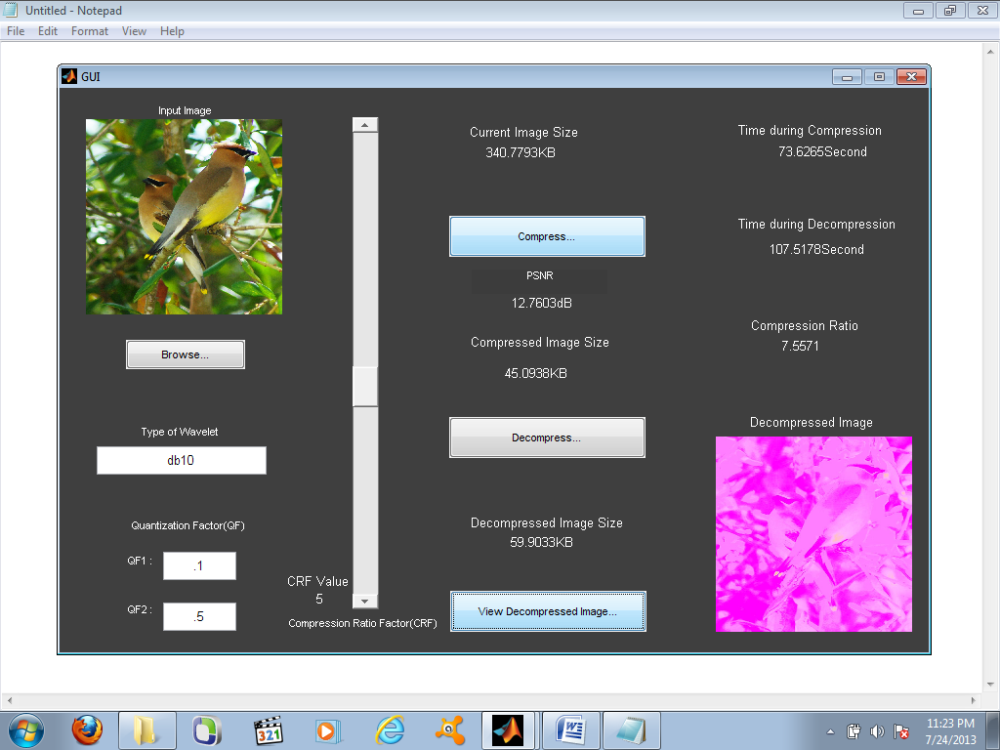 Untitled - Notepad
File Edit Format View Help
GUI
Input Image
Browse...
Type of Wavelet
db10
Quantization Factor(QF)
QF1 :
.1
QF2 :
.5
CRF Value
5
Compression Ratio Factor(CRF)
Current Image Size
340.7793KB
Compress...
PSNR
12.7603dB
Compressed Image Size
45.0938KB
Decompress...
Decompressed Image Size
59.9033KB
View Decompressed Image...
Time during Compression
73.6265Second
Time during Decompression
107.5178Second
Compression Ratio
7.5571
Decompressed Image
321
11:23 PM
7/24/2013